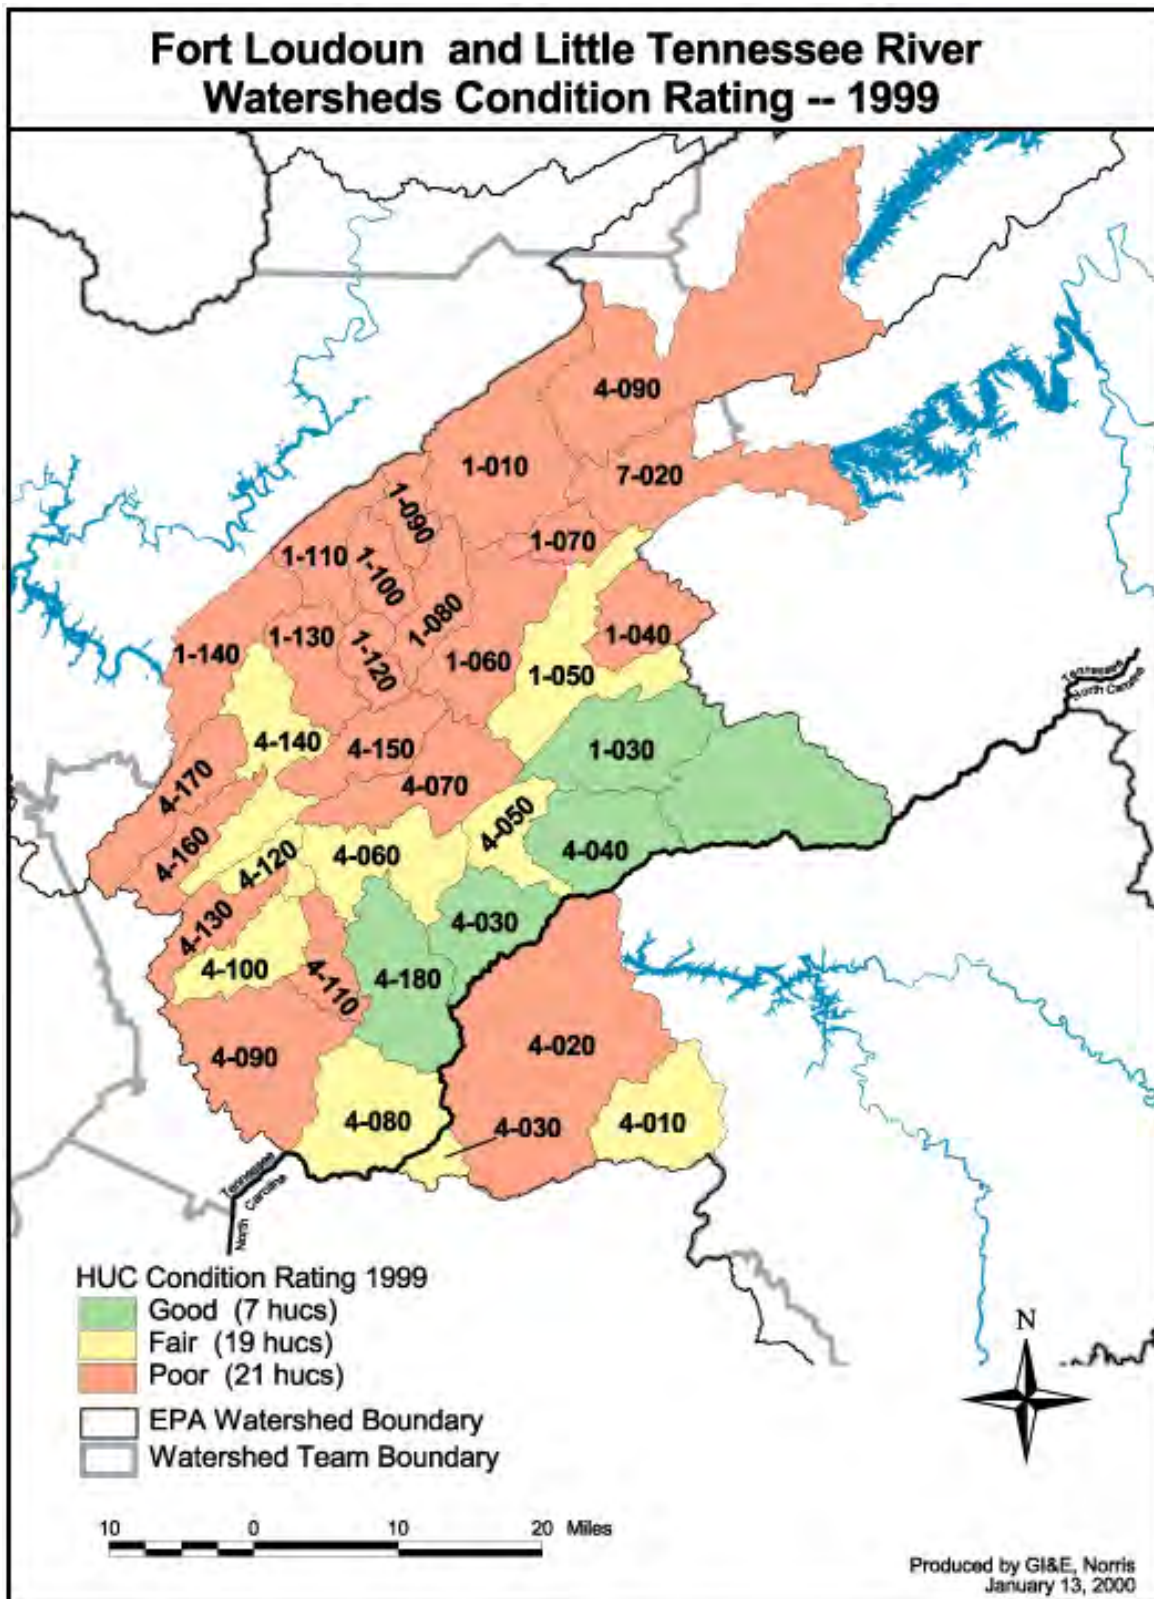 Fort Loudoun and Little Tennessee River
Watersheds Condition Rating -- 1999
4-090
1-010
7-020
1-090
1-070
1-110
1-100
1-080
1-040
1-130
1-140
1-120
1-060
1-050
4-140
4-150
1-030
4-170
4-070
4-050
4-160
4-120
4-060
4-040
4-130
4-030
4-100
4-110
4-180
4-020
4-090
4-080
4-030
4-010
Tennessee
North Carolina
Tennessee
North Carolina
HUC Condition Rating 1999
Good (7 hucs)
Fair (19 hucs)
Poor (21 hucs)
EPA Watershed Boundary
Watershed Team Boundary
N
10 0 10 20 Miles
Produced by GI&E, Norris
January 13, 2000